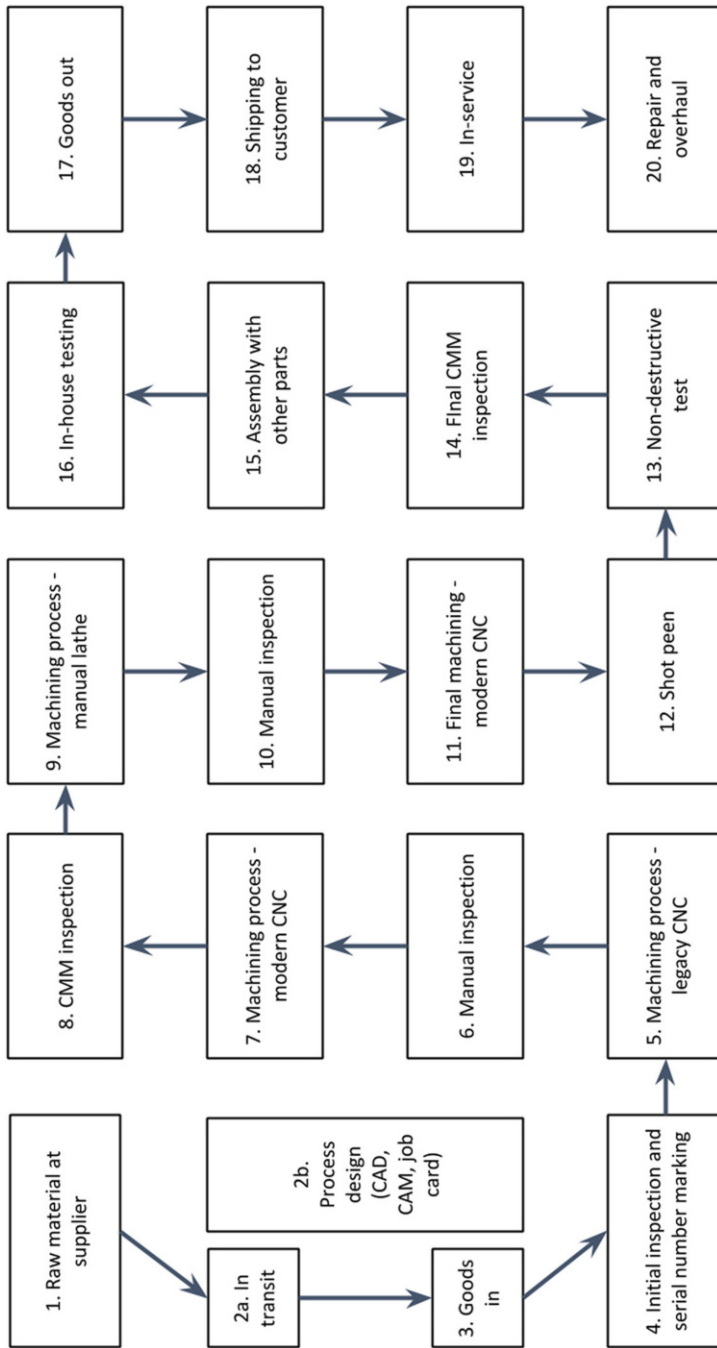 1. Raw material at
supplier
2a. In
transit
2b.
Process
design
(CAD,
CAM, job
card)
3. Goods
in
4. Initial inspection and
serial number marking
5. Machining process -
legacy CNC
6. Manual inspection
7. Machining process -
modern CNC
8. CMM inspection
9. Machining process -
manual lathe
10. Manual inspection
11. Final machining -
modern CNC
12. Shot peen
13. Non-destructive
test
14. FInal CMM
inspection
15. Assembly with
other parts
16. In-house testing
17. Goods out
18. Shipping to
customer
19. In-service
20. Repair and
overhaul